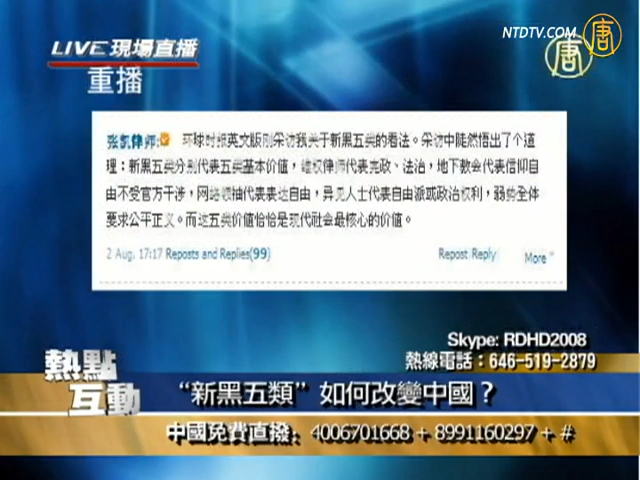 LIVE現場直播
重播
NTDTV.COM
唐
唐
张凯律师: 环球时报英文版刚采访我关于新黑五类的看法。采访中陡然悟出了个道
理：新黑五类分别代表五类基本价值，维权律师代表宪政、法治，地下教会代表信仰自
由不受官方干涉，网络领袖代表表达自由，异见人士代表自由派或政治权利，弱势全体
要求公平正义。而这五类价值恰恰是现代社会最核心的价值。
2 Aug, 17:17 Reposts and Replies(99)
Repost Reply
More
Skype: RDHD2008
熱線電話：646-519-2879
熱點
互動
“新黑五類”如何改變中國？
中國免費直撥：4006701668 + 8991160297 + #